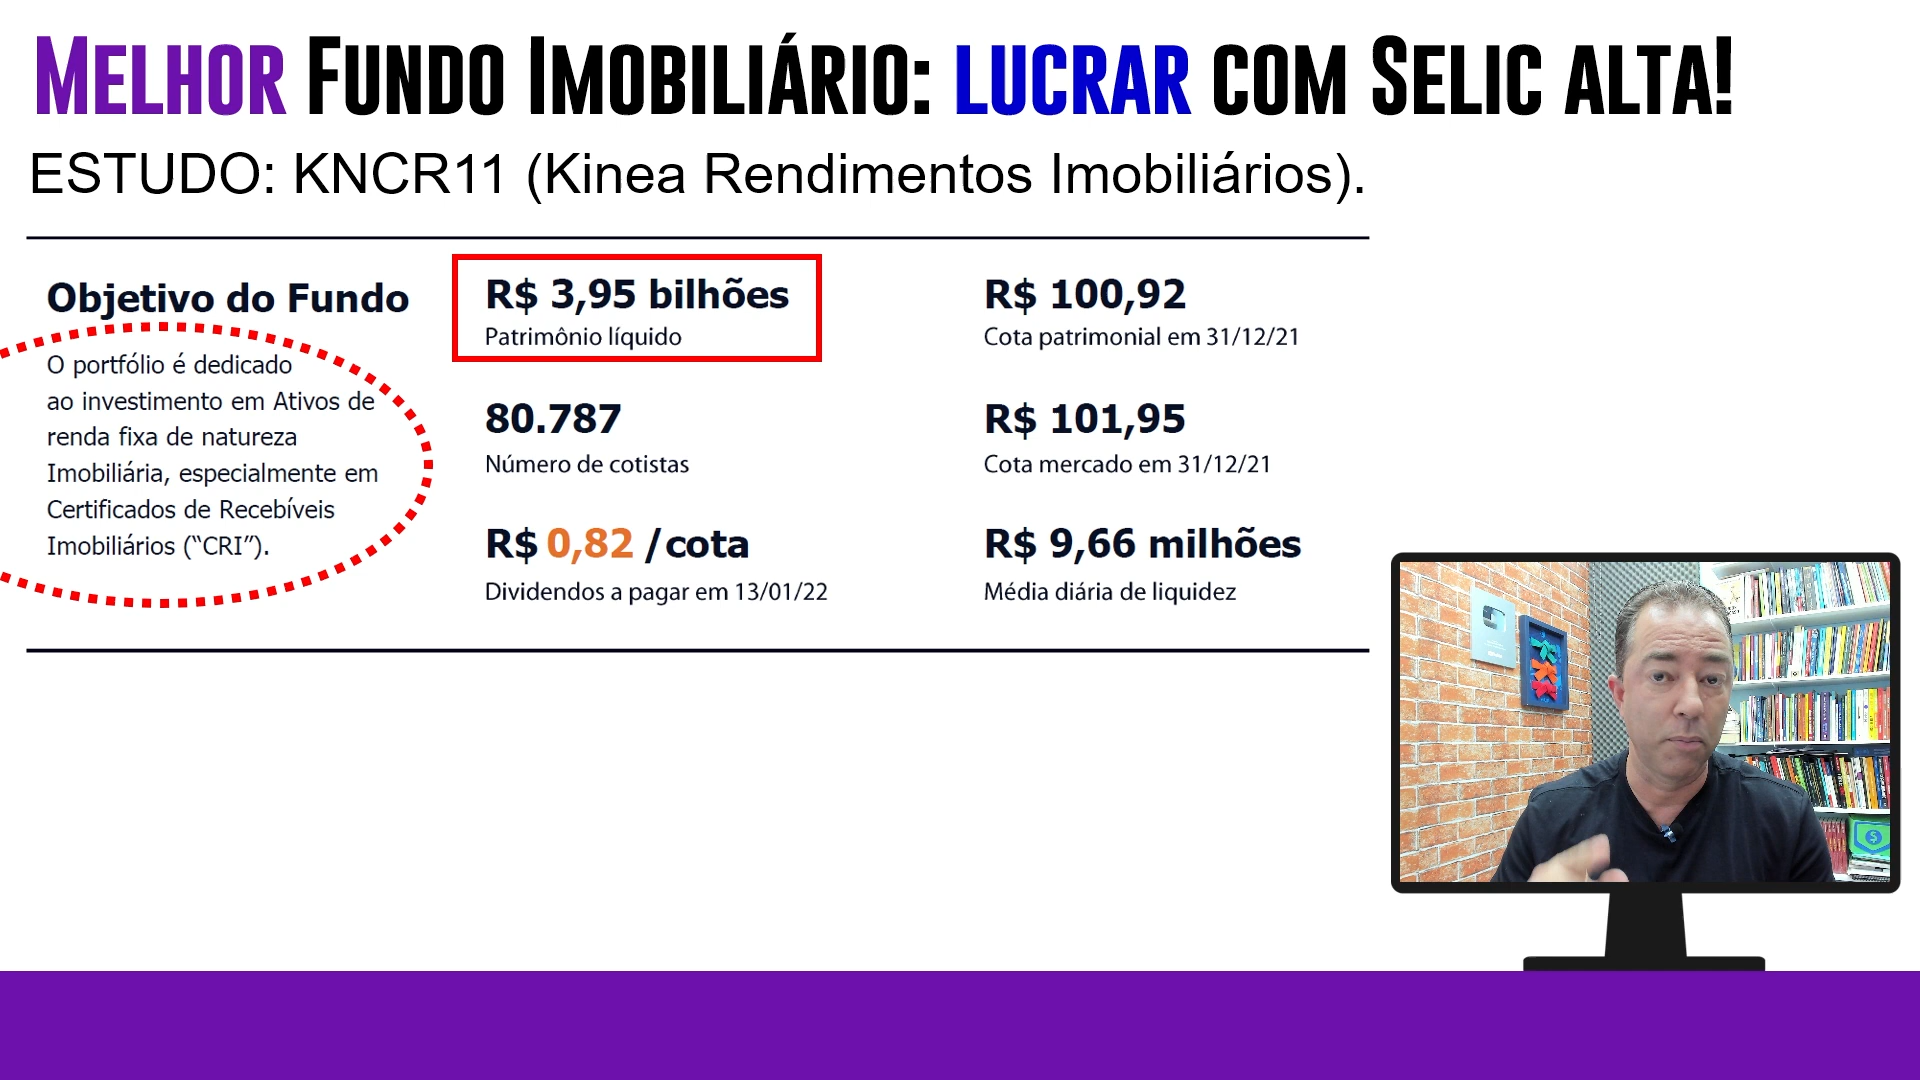 MELHOR FUNDO IMOBILIÁRIO: LUCRAR COM SELIC ALTA!
ESTUDO: KNCR11 (Kinea Rendimentos Imobiliários).
Objetivo do Fundo
O portfólio é dedicado
ao investimento em Ativos de
renda fixa de natureza
Imobiliária, especialmente em
Certificados de Recebíveis
Imobiliários (“CRI”).
R$ 3,95 bilhões
Patrimônio líquido
80.787
Número de cotistas
R$ 0,82 /cota
Dividendos a pagar em 13/01/22
R$ 100,92
Cota patrimonial em 31/12/21
R$ 101,95
Cota mercado em 31/12/21
R$ 9,66 milhões
Média diária de liquidez